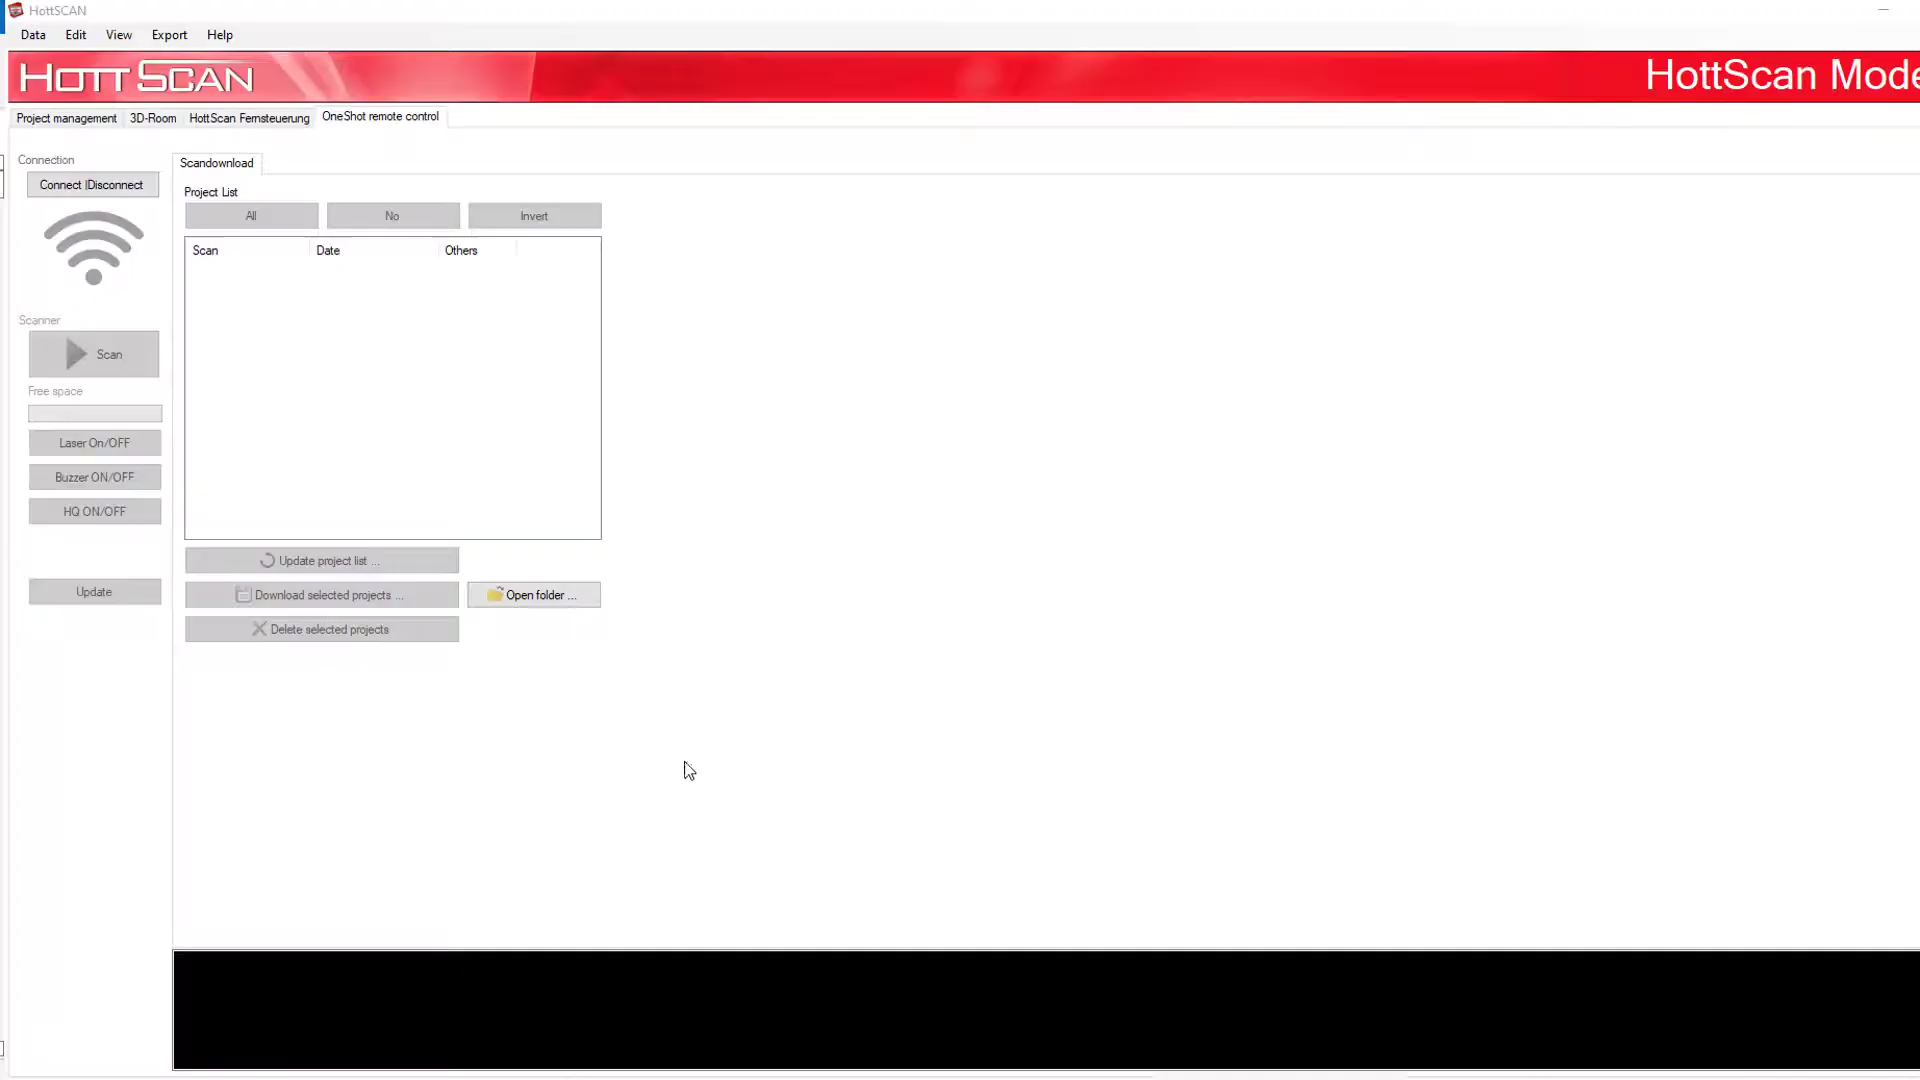 HottSCAN
Data Edit View Export Help
HOTT SCAN
HottScan Mode
Project management 3D-Room HottScan Fernsteuerung OneShot remote control
Connection
Connect |Disconnect
Scanner
Scan
Free space
Laser On/OFF
Buzzer ON/OFF
HQ ON/OFF
Update
Scandownload
Project List
All No Invert
Scan Date Others
Update project list ...
Download selected projects ... Open folder ...
Delete selected projects